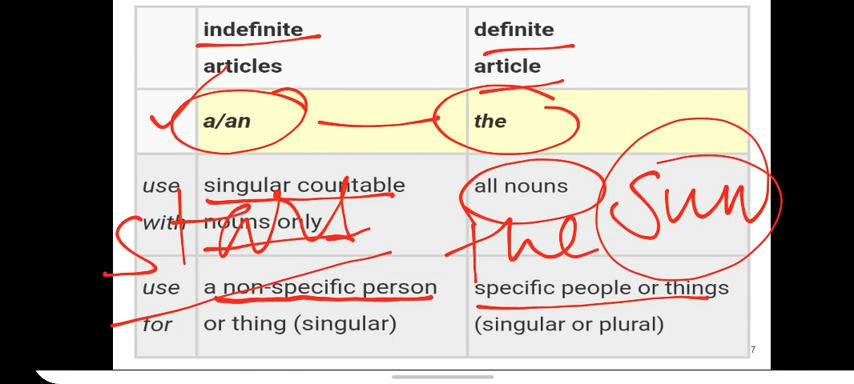 indefinite definite
articles article
a/an the
use singular countable all nouns
with nouns only
The Sun
use a non-specific person specific people or things
for or thing (singular) (singular or plural)
7